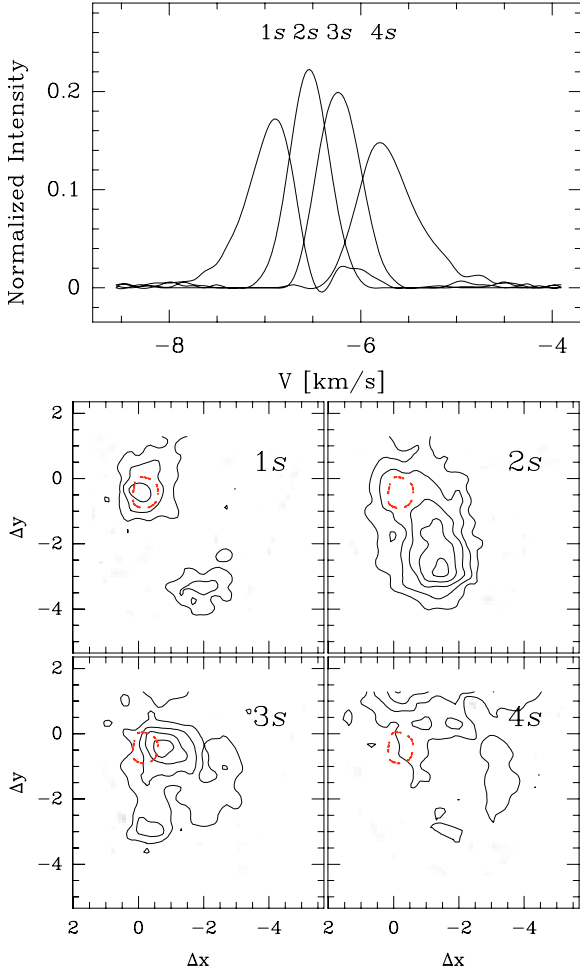 1s 2s 3s 4s
Normalized Intensity
0.2
0.1
0
-8 -6 -4
V [km/s]
2
0
-2
-4
Δy
1s
2s
2
0
-2
-4
Δy
3s
4s
2 0 -2 -4 2 0 -2 -4
Δx Δx